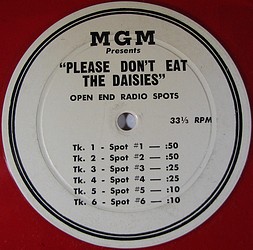 MGM
Presents
"PLEASE DON'T EAT
THE DAISIES"
OPEN END RADIO SPOTS
33⅓ RPM
Tk. 1 - Spot #1 — :50
Tk. 2 - Spot #2 — :50
Tk. 3 - Spot #3 — :25
Tk. 4 - Spot #4 — :25
Tk. 5 - Spot #5 — :10
Tk. 6 - Spot #6 — :10